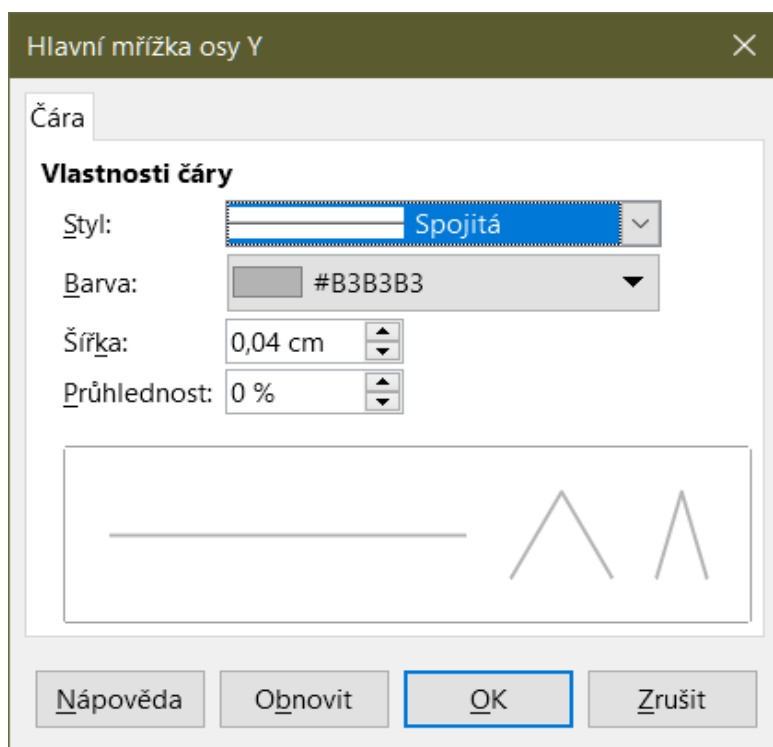 Hlavní mřížka osy Y
Čára
Vlastnosti čáry
Styl: Spojitá
Barva: #B3B3B3
Šířka: 0,04 cm
Průhlednost: 0 %
Nápověda Obnovit OK Zrušit